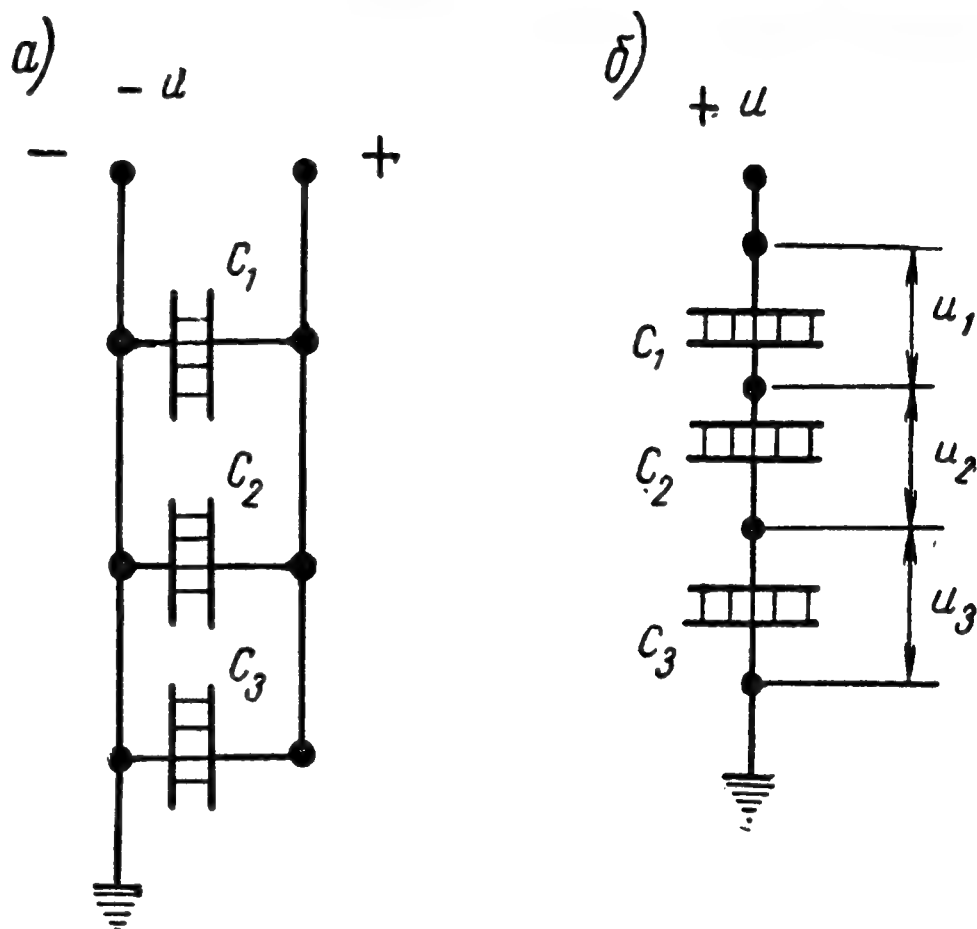 а)
- u
- +
C₁
C₂
C₃
б)
+ u
C₁
u₁
C₂
u₂
C₃
u₃